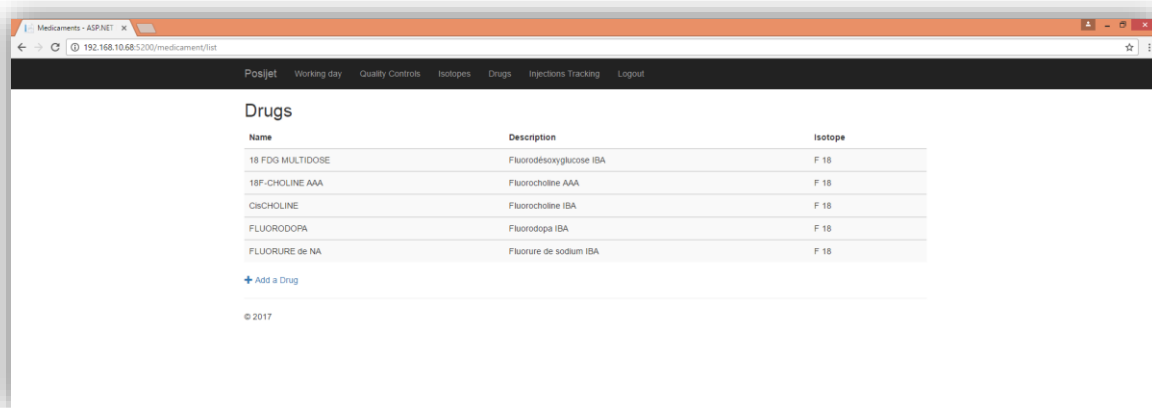 Medicaments - ASP.NET
192.168.10.68:5200/medicament/list
Posijet Working day Quality Controls Isotopes Drugs Injections Tracking Logout
Drugs
Name Description Isotope
18 FDG MULTIDOSE Fluorodésoxyglucose IBA F 18
18F-CHOLINE AAA Fluorocholine AAA F 18
CisCHOLINE Fluorocholine IBA F 18
FLUORODOPA Fluorodopa IBA F 18
FLUORURE de NA Fluorure de sodium IBA F 18
+ Add a Drug
© 2017